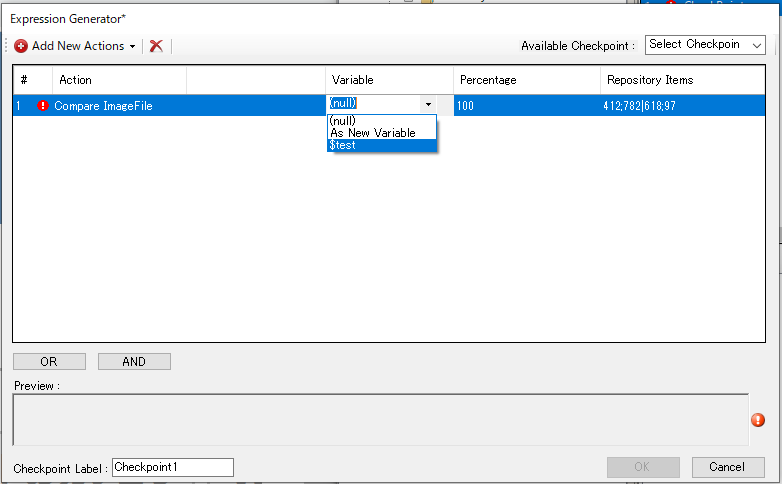 Expression Generator*
Add New Actions
Available Checkpoint :
Select Checkpoin
#
Action
Variable
Percentage
Repository Items
1
Compare ImageFile
(null)
100
412;782|618;97
(null)
As New Variable
$test
OR
AND
Preview :
Checkpoint Label :
Checkpoint1
OK
Cancel